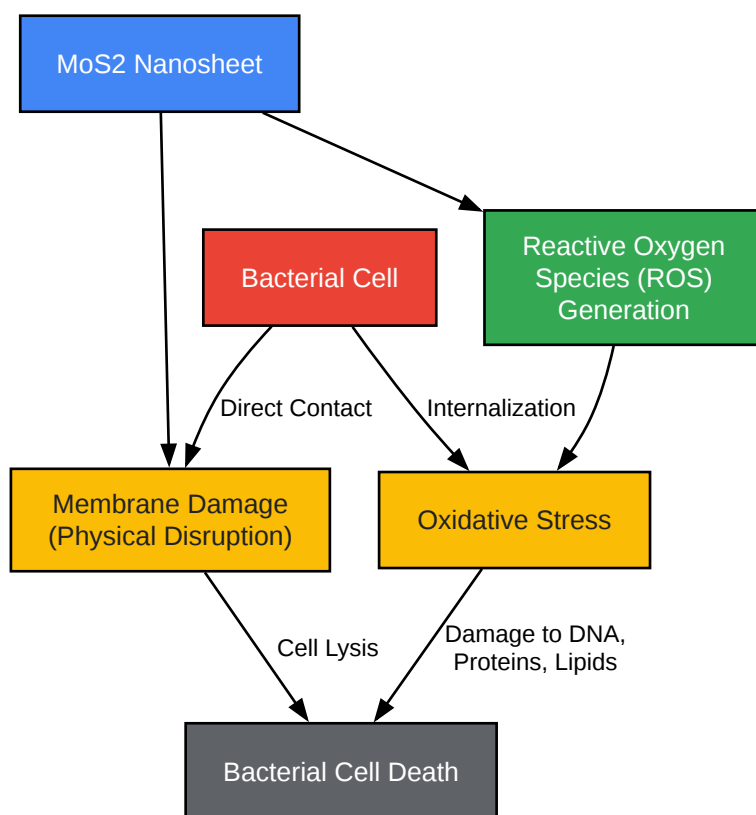 MoS2 Nanosheet
Reactive Oxygen
Species (ROS)
Generation
Bacterial Cell
Direct Contact
Internalization
Membrane Damage
(Physical Disruption)
Oxidative Stress
Cell Lysis
Damage to DNA,
Proteins, Lipids
Bacterial Cell Death